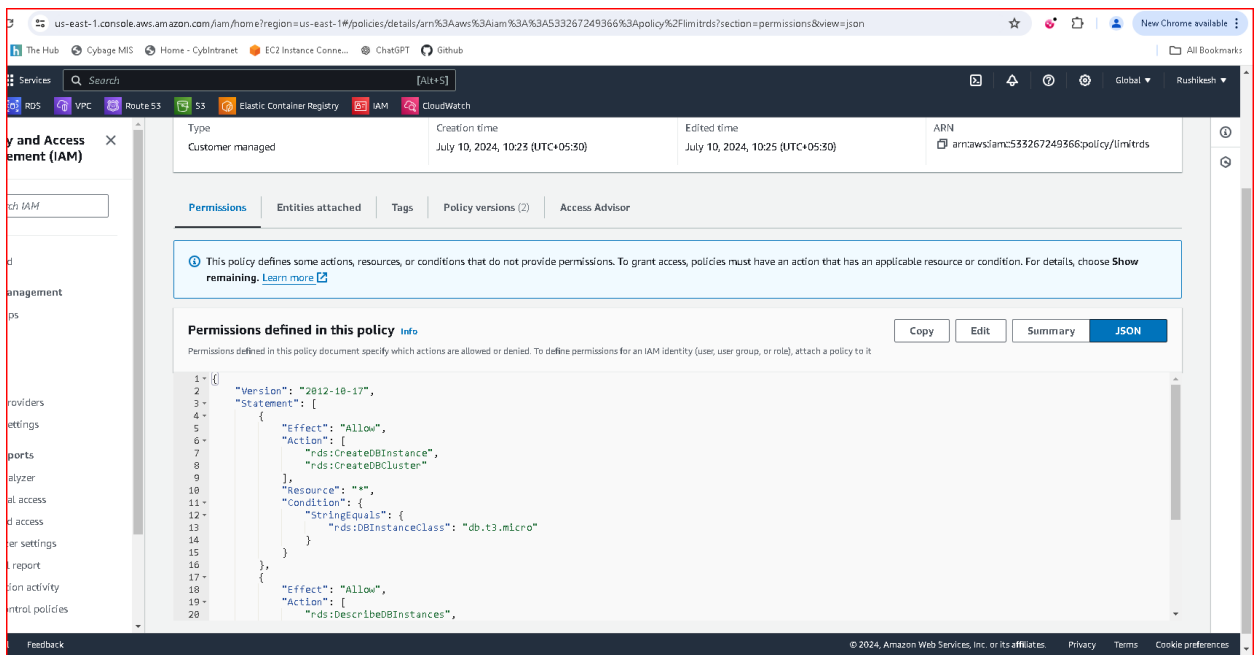 us-east-1.console.aws.amazon.com/iam/home?region=us-east-1#/policies/details/arn%3Aaws%3Aiam%3A%3A533267249366%3Apolicy%2Flimitrds?section=permissions&view=json
New Chrome available
The Hub Cybage MIS Home - CybIntranet EC2 Instance Conne... ChatGPT Github All Bookmarks
Services Search [Alt+S] Global Rushikesh
RDS VPC Route 53 S3 Elastic Container Registry IAM CloudWatch
y and Access
ement (IAM)
rch IAM
d
anagement
ps
roviders
ettings
ports
alyzer
al access
d access
er settings
l report
tion activity
ontrol policies
Type Creation time Edited time ARN
Customer managed July 10, 2024, 10:23 (UTC+05:30) July 10, 2024, 10:25 (UTC+05:30) arn:aws:iam::533267249366:policy/limitrds
Permissions Entities attached Tags Policy versions (2) Access Advisor
This policy defines some actions, resources, or conditions that do not provide permissions. To grant access, policies must have an action that has an applicable resource or condition. For details, choose Show
remaining. Learn more
Permissions defined in this policy Info Copy Edit Summary JSON
Permissions defined in this policy document specify which actions are allowed or denied. To define permissions for an IAM identity (user, user group, or role), attach a policy to it
1 {
2 "Version": "2012-10-17",
3 "Statement": [
4 {
5 "Effect": "Allow",
6 "Action": [
7 "rds:CreateDBInstance",
8 "rds:CreateDBCluster"
9 ],
10 "Resource": "*",
11 "Condition": {
12 "StringEquals": {
13 "rds:DBInstanceClass": "db.t3.micro"
14 }
15 }
16 },
17 {
18 "Effect": "Allow",
19 "Action": [
20 "rds:DescribeDBInstances",
Feedback © 2024, Amazon Web Services, Inc. or its affiliates. Privacy Terms Cookie preferences